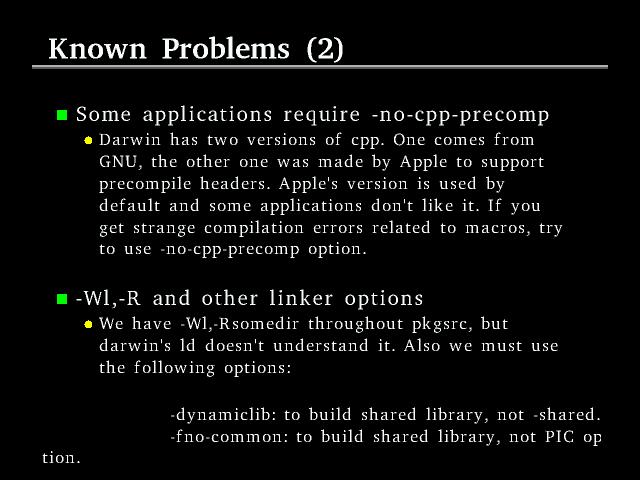 Known Problems (2)
Some applications require -no-cpp-precomp
Darwin has two versions of cpp. One comes from
GNU, the other one was made by Apple to support
precompile headers. Apple's version is used by
default and some applications don't like it. If you
get strange compilation errors related to macros, try
to use -no-cpp-precomp option.
-Wl,-R and other linker options
We have -Wl,-Rsomedir throughout pkgsrc, but
darwin's ld doesn't understand it. Also we must use
the following options:
-dynamiclib: to build shared library, not -shared.
-fno-common: to build shared library, not PIC op
tion.